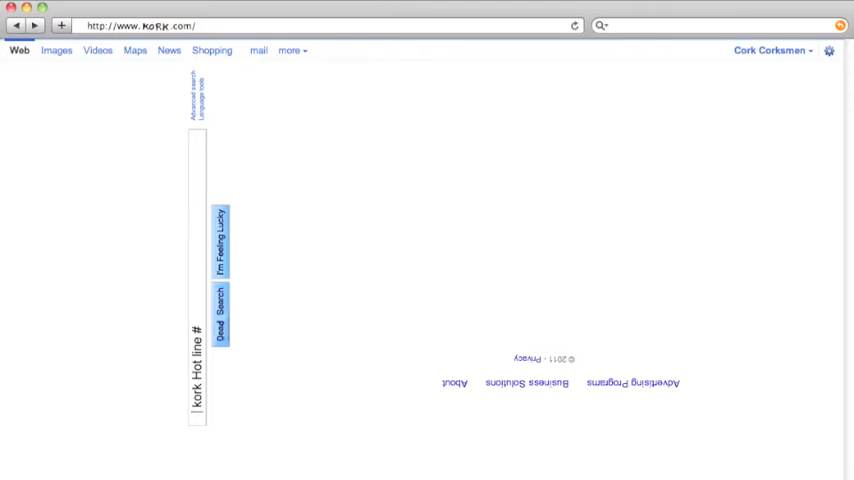 http://www.KORK.com/
Web Images Videos Maps News Shopping mail more
Cork Corksmen
Advanced search
Language tools
kork Hot line #
Dead Search I'm Feeling Lucky
© 2011 - Privacy
Advertising Programs Business Solutions About